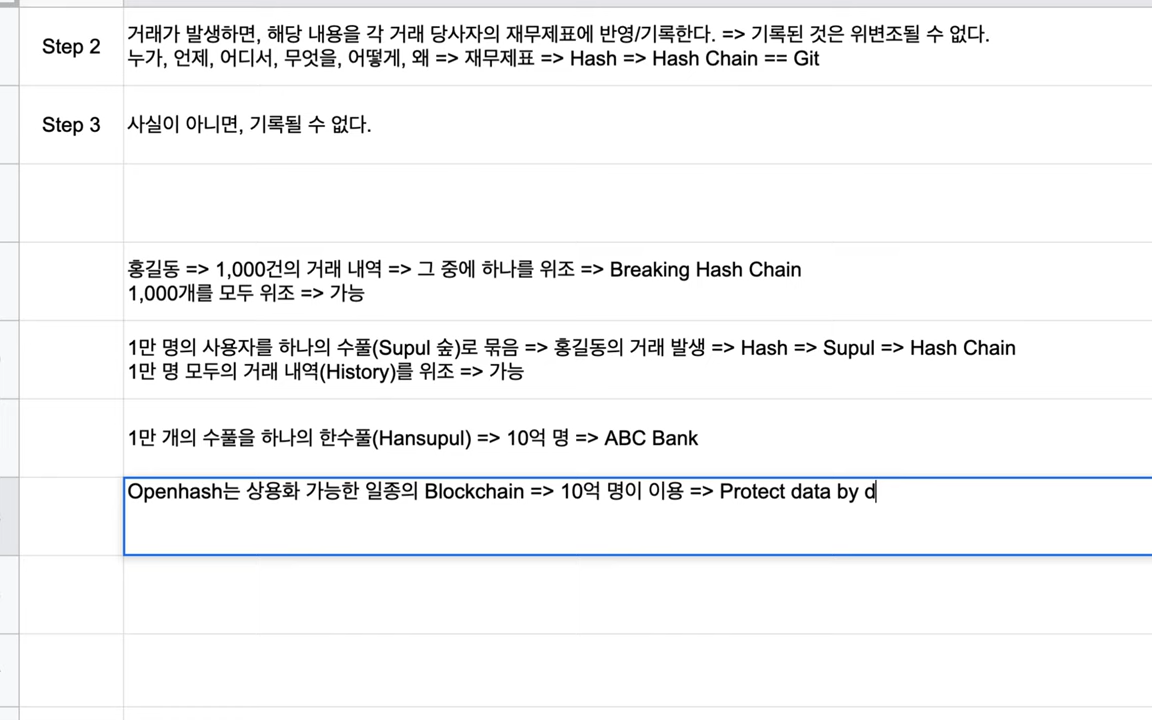 Step 2
거래가 발생하면, 해당 내용을 각 거래 당사자의 재무제표에 반영/기록한다. => 기록된 것은 위변조될 수 없다.
누가, 언제, 어디서, 무엇을, 어떻게, 왜 => 재무제표 => Hash => Hash Chain == Git
Step 3
사실이 아니면, 기록될 수 없다.
홍길동 => 1,000건의 거래 내역 => 그 중에 하나를 위조 => Breaking Hash Chain
1,000개를 모두 위조 => 가능
1만 명의 사용자를 하나의 수풀(Supul 숲)로 묶음 => 홍길동의 거래 발생 => Hash => Supul => Hash Chain
1만 명 모두의 거래 내역(History)를 위조 => 가능
1만 개의 수풀을 하나의 한수풀(Hansupul) => 10억 명 => ABC Bank
Openhash는 상용화 가능한 일종의 Blockchain => 10억 명이 이용 => Protect data by d